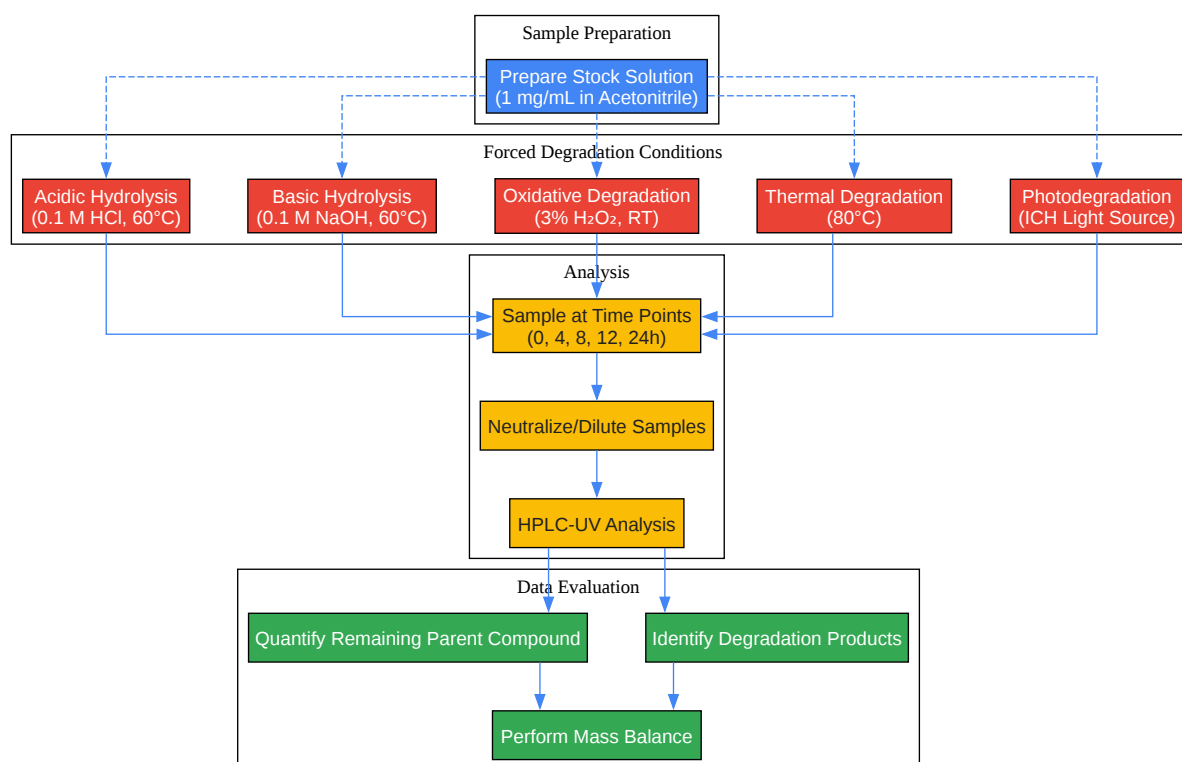 Sample Preparation
Prepare Stock Solution
(1 mg/mL in Acetonitrile)
Forced Degradation Conditions
Acidic Hydrolysis
(0.1 M HCl, 60°C)
Basic Hydrolysis
(0.1 M NaOH, 60°C)
Oxidative Degradation
(3% H₂O₂, RT)
Thermal Degradation
(80°C)
Photodegradation
(ICH Light Source)
Analysis
Sample at Time Points
(0, 4, 8, 12, 24h)
Neutralize/Dilute Samples
HPLC-UV Analysis
Data Evaluation
Quantify Remaining Parent Compound
Identify Degradation Products
Perform Mass Balance